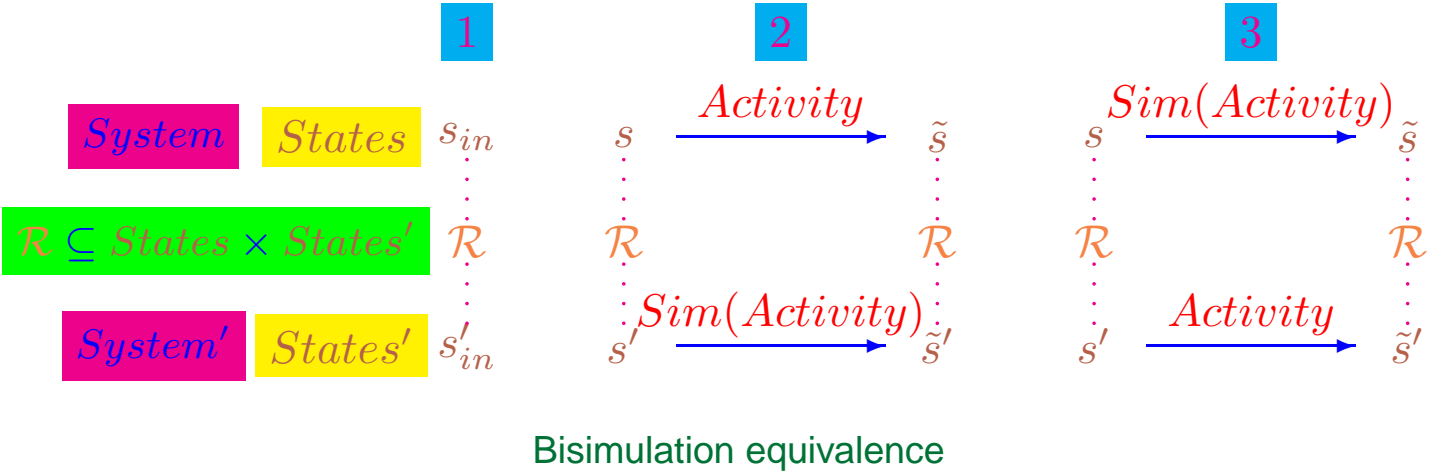 1 2 3
Activity Sim(Activity)
System States s_in s s̃ s s̃
R ⊆ States × States′ R R R R R
Sim(Activity) Activity
System′ States′ s′_in s′ s̃′ s′ s̃′
Bisimulation equivalence